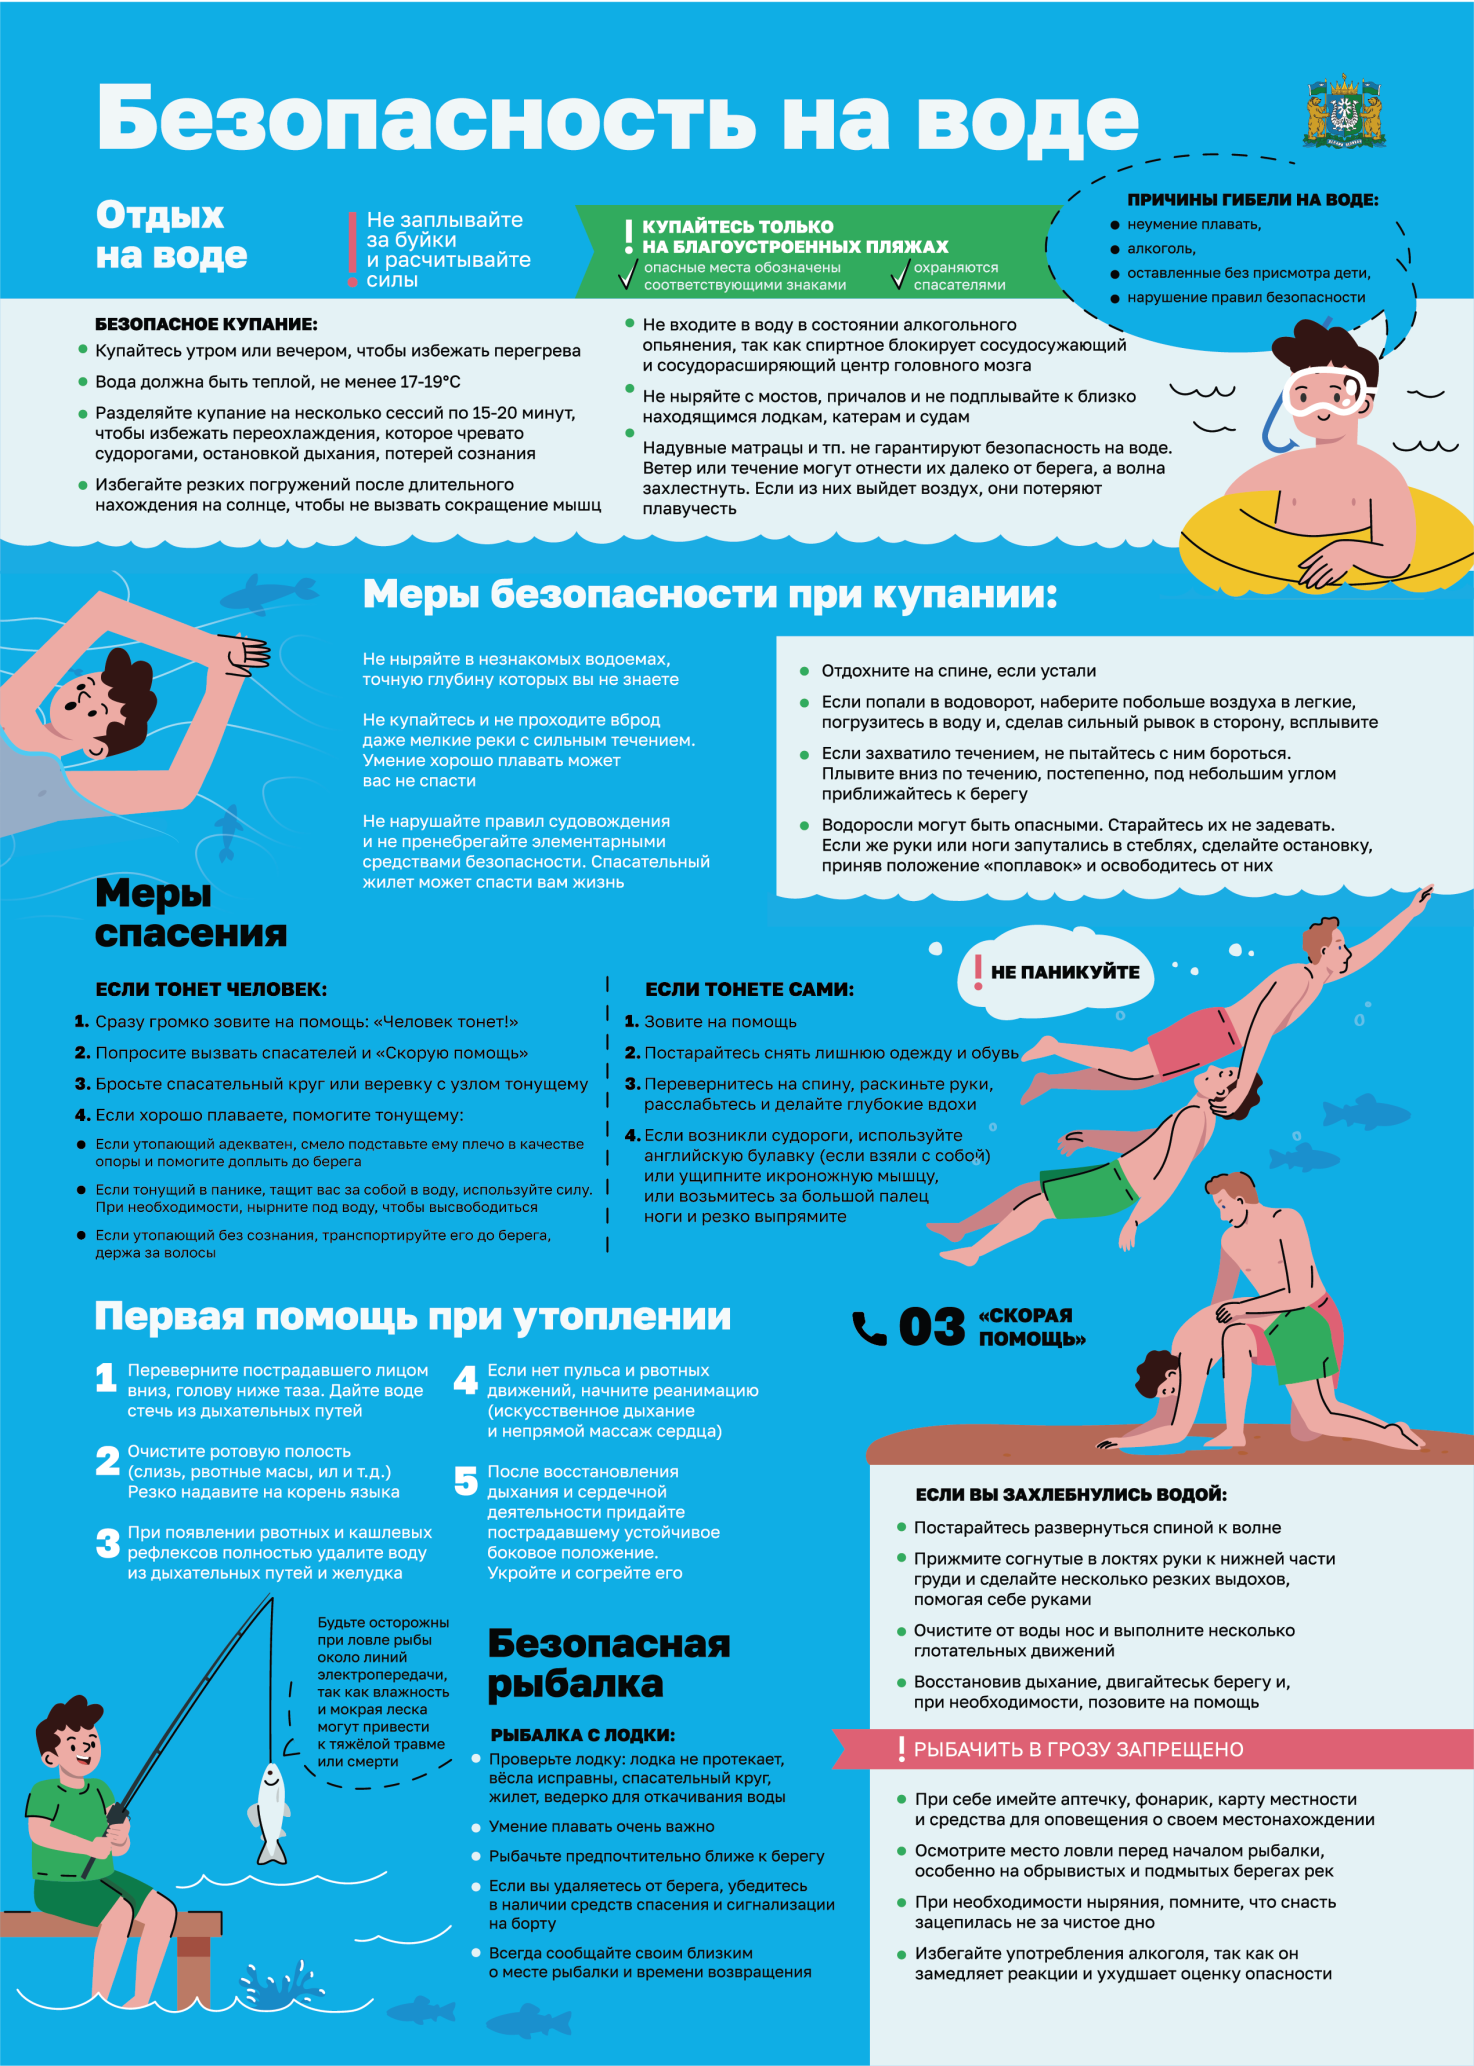 Безопасность на воде
Отдых
на воде
Не заплывайте
за буйки
и расчитывайте
силы
КУПАЙТЕСЬ ТОЛЬКО
НА БЛАГОУСТРОЕННЫХ ПЛЯЖАХ
опасные места обозначены
соответствующими знаками
охраняются
спасателями
ПРИЧИНЫ ГИБЕЛИ НА ВОДЕ:
неумение плавать,
алкоголь,
оставленные без присмотра дети,
нарушение правил безопасности
БЕЗОПАСНОЕ КУПАНИЕ:
Купайтесь утром или вечером, чтобы избежать перегрева
Вода должна быть теплой, не менее 17-19°С
Разделяйте купание на несколько сессий по 15-20 минут,
чтобы избежать переохлаждения, которое чревато
судорогами, остановкой дыхания, потерей сознания
Избегайте резких погружений после длительного
нахождения на солнце, чтобы не вызвать сокращение мышц
Не входите в воду в состоянии алкогольного
опьянения, так как спиртное блокирует сосудосужающий
и сосудорасширяющий центр головного мозга
Не ныряйте с мостов, причалов и не подплывайте к близко
находящимся лодкам, катерам и судам
Надувные матрацы и тп. не гарантируют безопасность на воде.
Ветер или течение могут отнести их далеко от берега, а волна
захлестнуть. Если из них выйдет воздух, они потеряют
плавучесть
Меры безопасности при купании:
Не ныряйте в незнакомых водоемах,
точную глубину которых вы не знаете
Не купайтесь и не проходите вброд
даже мелкие реки с сильным течением.
Умение хорошо плавать может
вас не спасти
Не нарушайте правил судовождения
и не пренебрегайте элементарными
средствами безопасности. Спасательный
жилет может спасти вам жизнь
Отдохните на спине, если устали
Если попали в водоворот, наберите побольше воздуха в легкие,
погрузитесь в воду и, сделав сильный рывок в сторону, всплывите
Если захватило течением, не пытайтесь с ним бороться.
Плывите вниз по течению, постепенно, под небольшим углом
приближайтесь к берегу
Водоросли могут быть опасными. Старайтесь их не задевать.
Если же руки или ноги запутались в стеблях, сделайте остановку,
приняв положение «поплавок» и освободитесь от них
Меры
спасения
ЕСЛИ ТОНЕТ ЧЕЛОВЕК:
1. Сразу громко зовите на помощь: «Человек тонет!»
2. Попросите вызвать спасателей и «Скорую помощь»
3. Бросьте спасательный круг или веревку с узлом тонущему
4. Если хорошо плаваете, помогите тонущему:
Если утопающий адекватен, смело подставьте ему плечо в качестве
опоры и помогите доплыть до берега
Если тонущий в панике, тащит вас за собой в воду, используйте силу.
При необходимости, нырните под воду, чтобы высвободиться
Если утопающий без сознания, транспортируйте его до берега,
держа за волосы
ЕСЛИ ТОНЕТЕ САМИ:
1. Зовите на помощь
2. Постарайтесь снять лишнюю одежду и обувь
3. Перевернитесь на спину, раскиньте руки,
расслабьтесь и делайте глубокие вдохи
4. Если возникли судороги, используйте
английскую булавку (если взяли с собой)
или ущипните икроножную мышцу,
или возьмитесь за большой палец
ноги и резко выпрямите
НЕ ПАНИКУЙТЕ
Первая помощь при утоплении
1 Переверните пострадавшего лицом
вниз, голову ниже таза. Дайте воде
стечь из дыхательных путей
2 Очистите ротовую полость
(слизь, рвотные масы, ил и т.д.)
Резко надавите на корень языка
3 При появлении рвотных и кашлевых
рефлексов полностью удалите воду
из дыхательных путей и желудка
4 Если нет пульса и рвотных
движений, начните реанимацию
(искусственное дыхание
и непрямой массаж сердца)
5 После восстановления
дыхания и сердечной
деятельности придайте
пострадавшему устойчивое
боковое положение.
Укройте и согрейте его
03 «СКОРАЯ
ПОМОЩЬ»
ЕСЛИ ВЫ ЗАХЛЕБНУЛИСЬ ВОДОЙ:
Постарайтесь развернуться спиной к волне
Прижмите согнутые в локтях руки к нижней части
груди и сделайте несколько резких выдохов,
помогая себе руками
Очистите от воды нос и выполните несколько
глотательных движений
Восстановив дыхание, двигайтеськ берегу и,
при необходимости, позовите на помощь
Будьте осторожны
при ловле рыбы
около линий
электропередачи,
так как влажность
и мокрая леска
могут привести
к тяжёлой травме
или смерти
Безопасная
рыбалка
РЫБАЛКА С ЛОДКИ:
Проверьте лодку: лодка не протекает,
вёсла исправны, спасательный круг,
жилет, ведерко для откачивания воды
Умение плавать очень важно
Рыбачьте предпочтительно ближе к берегу
Если вы удаляетесь от берега, убедитесь
в наличии средств спасения и сигнализации
на борту
Всегда сообщайте своим близким
о месте рыбалки и времени возвращения
РЫБАЧИТЬ В ГРОЗУ ЗАПРЕЩЕНО
При себе имейте аптечку, фонарик, карту местности
и средства для оповещения о своем местонахождении
Осмотрите место ловли перед началом рыбалки,
особенно на обрывистых и подмытых берегах рек
При необходимости ныряния, помните, что снасть
зацепилась не за чистое дно
Избегайте употребления алкоголя, так как он
замедляет реакции и ухудшает оценку опасности